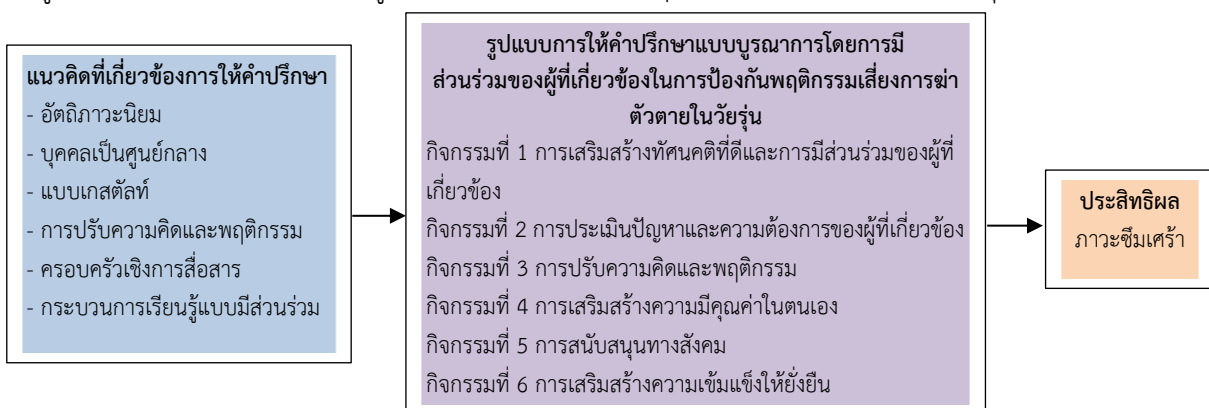 แนวคิดที่เกี่ยวข้องการให้คำปรึกษา
- อัตถิภาวะนิยม
- บุคคลเป็นศูนย์กลาง
- แบบเกสตัลท์
- การปรับความคิดและพฤติกรรม
- ครอบครัวเชิงการสื่อสาร
- กระบวนการเรียนรู้แบบมีส่วนร่วม
รูปแบบการให้คำปรึกษาแบบบูรณาการโดยการมี
ส่วนร่วมของผู้ที่เกี่ยวข้องในการป้องกันพฤติกรรมเสี่ยงการฆ่า
ตัวตายในวัยรุ่น
กิจกรรมที่ 1 การเสริมสร้างทัศนคติที่ดีและการมีส่วนร่วมของผู้ที่
เกี่ยวข้อง
กิจกรรมที่ 2 การประเมินปัญหาและความต้องการของผู้ที่เกี่ยวข้อง
กิจกรรมที่ 3 การปรับความคิดและพฤติกรรม
กิจกรรมที่ 4 การเสริมสร้างความมีคุณค่าในตนเอง
กิจกรรมที่ 5 การสนับสนุนทางสังคม
กิจกรรมที่ 6 การเสริมสร้างความเข้มแข็งให้ยั่งยืน
ประสิทธิผล
ภาวะซึมเศร้า